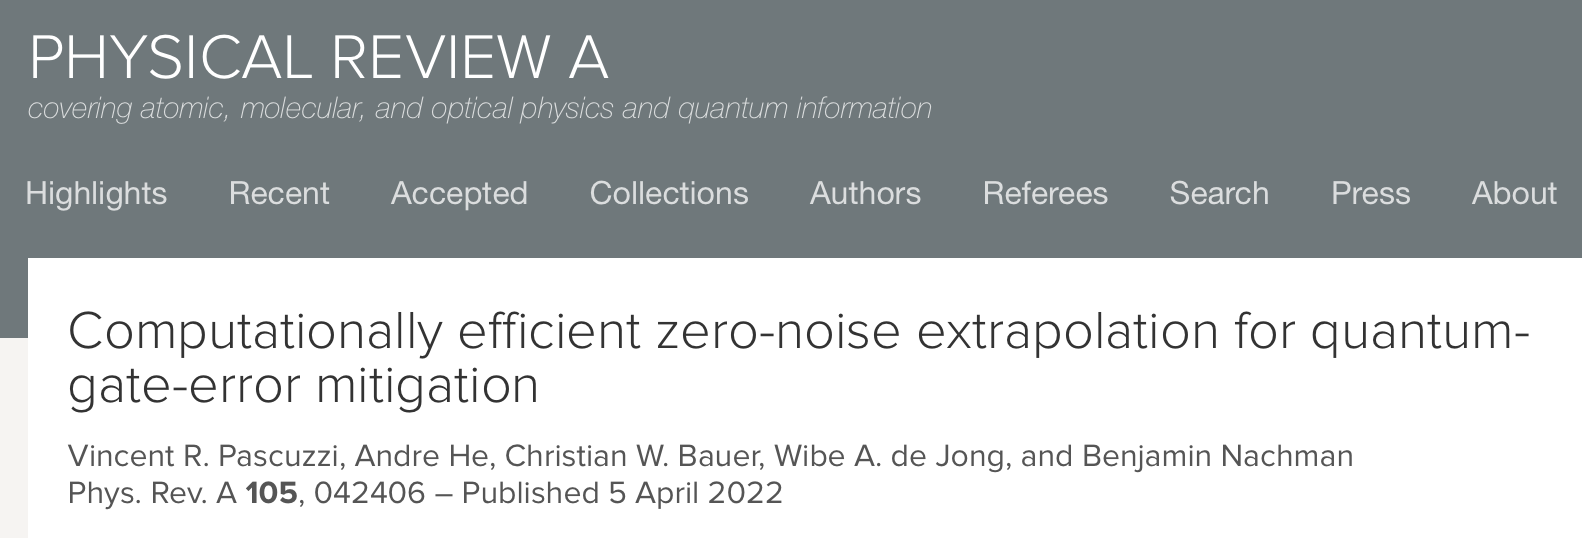 PHYSICAL REVIEW A
covering atomic, molecular, and optical physics and quantum information
Highlights Recent Accepted Collections Authors Referees Search Press About
Computationally efficient zero-noise extrapolation for quantum-
gate-error mitigation
Vincent R. Pascuzzi, Andre He, Christian W. Bauer, Wibe A. de Jong, and Benjamin Nachman
Phys. Rev. A 105, 042406 – Published 5 April 2022